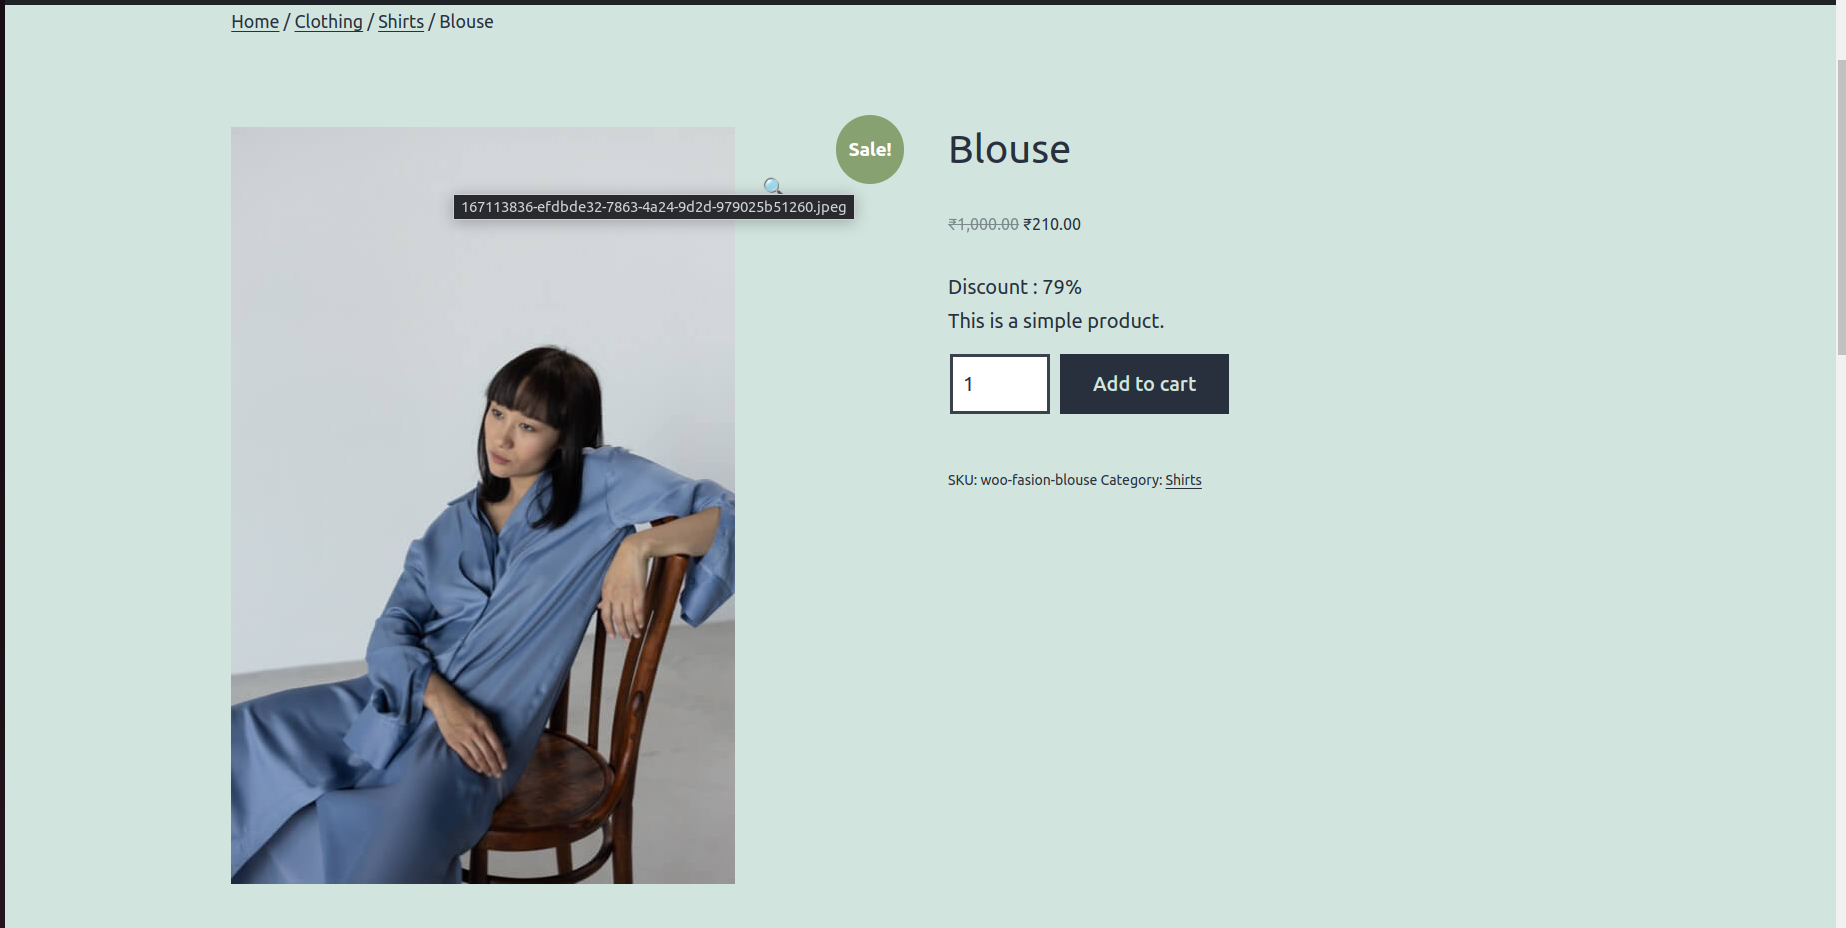 Home / Clothing / Shirts / Blouse
Sale!
167113836-efdbde32-7863-4a24-9d2d-979025b51260.jpeg
Blouse
₹1,000.00 ₹210.00
Discount : 79%
This is a simple product.
1 Add to cart
SKU: woo-fasion-blouse Category: Shirts